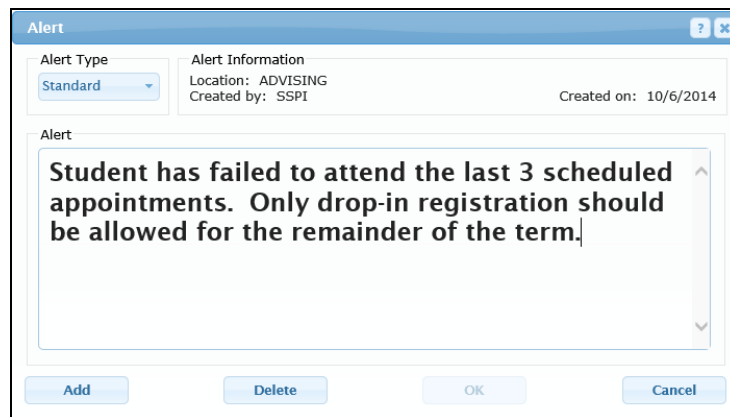 Alert
?
Alert Type
Alert Information
Standard
Location: ADVISING
Created by: SSPI
Created on: 10/6/2014
Alert
Student has failed to attend the last 3 scheduled
appointments. Only drop-in registration should
be allowed for the remainder of the term.
Add
Delete
OK
Cancel